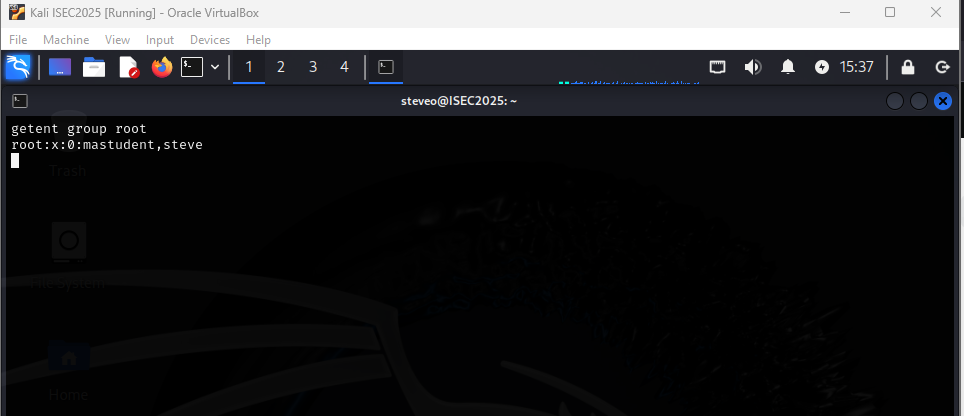 Kali ISEC2025 [Running] - Oracle VirtualBox
File Machine View Input Devices Help
1 2 3 4 15:37
steveo@ISEC2025: ~
getent group root
root:x:0:mastudent,steve
Trash
System
Home